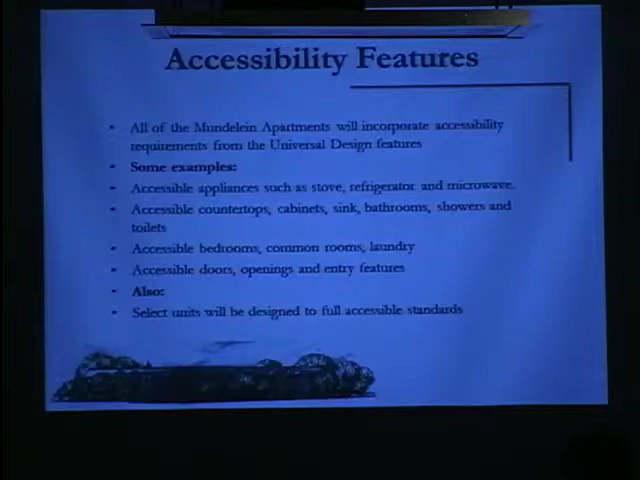 Accessibility Features
• All of the Mundelein Apartments will incorporate accessibility
requirements from the Universal Design features
• Some examples:
• Accessible appliances such as stove, refrigerator and microwave.
• Accessible countertops, cabinets, sink, bathrooms, showers and
toilets
• Accessible bedrooms, common rooms, laundry
• Accessible doors, openings and entry features
• Also:
• Select units will be designed to full accessible standards